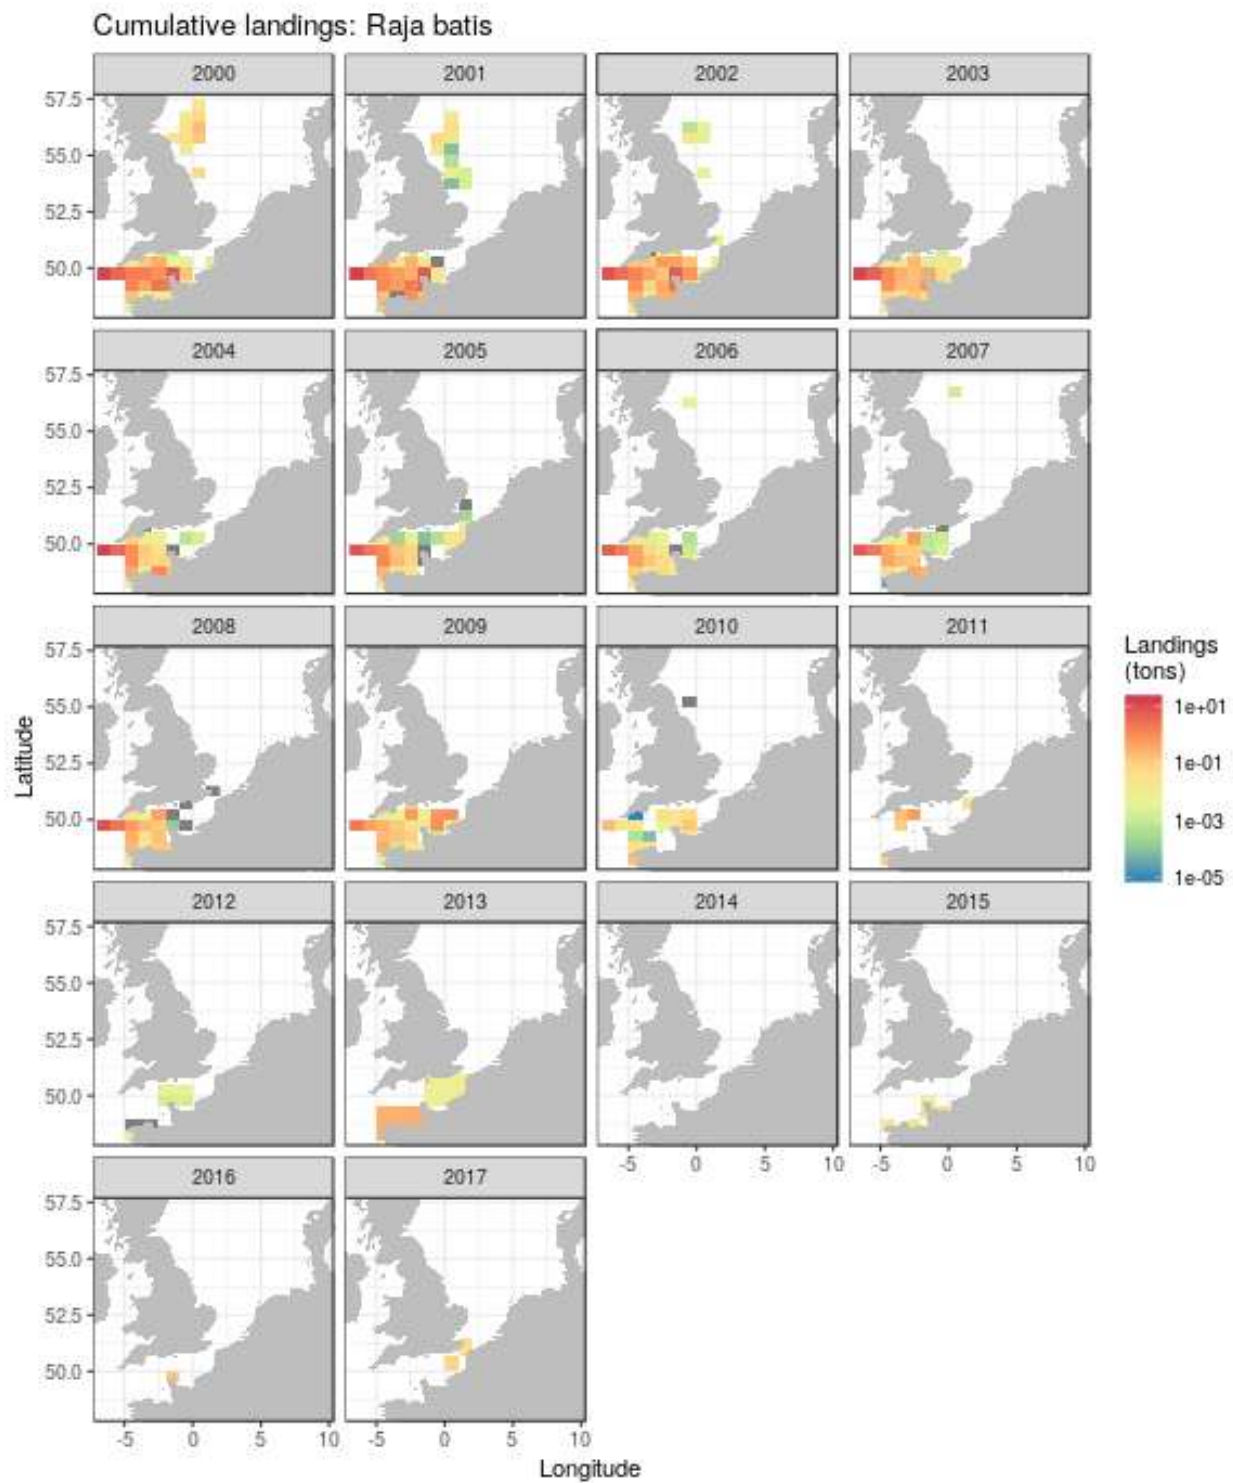 Cumulative landings: Raja batis
2000 2001 2002 2003
57.5
55.0
52.5
50.0
2004 2005 2006 2007
57.5
55.0
52.5
50.0
2008 2009 2010 2011
57.5
55.0
52.5
50.0
Latitude
Landings
(tons)
1e+01
1e-01
1e-03
1e-05
2012 2013 2014 2015
57.5
55.0
52.5
50.0
-5 0 5 10 -5 0 5 10
2016 2017
57.5
55.0
52.5
50.0
-5 0 5 10 -5 0 5 10
Longitude